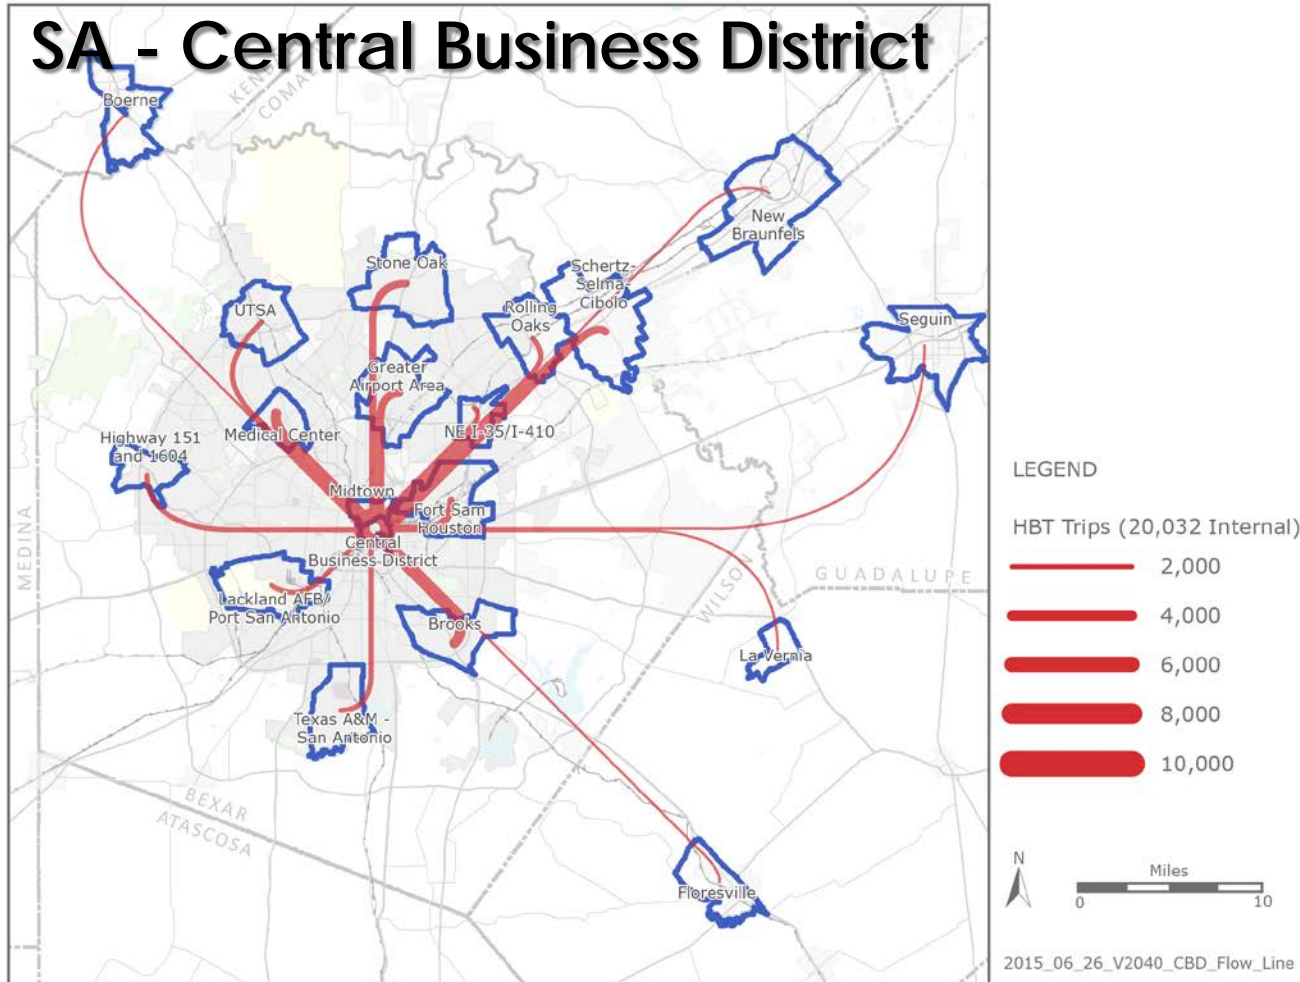 SA - Central Business District
KENDALL
COMAL
Boerne
New
Braunfels
Stone Oak
Schertz-
Selma-
Cibolo
UTSA
Rolling
Oaks
Seguin
Greater
Airport Area
Medical Center
NE I-35/I-410
Highway 151
and 1604
Midtown
Fort Sam
Houston
Central
Business District
MEDINA
Lackland AFB/
Port San Antonio
Brooks
WILSON
GUADALUPE
La Vernia
Texas A&M -
San Antonio
BEXAR
ATASCOSA
Floresville
LEGEND
HBT Trips (20,032 Internal)
2,000
4,000
6,000
8,000
10,000
N
Miles
0 10
2015_06_26_V2040_CBD_Flow_Line